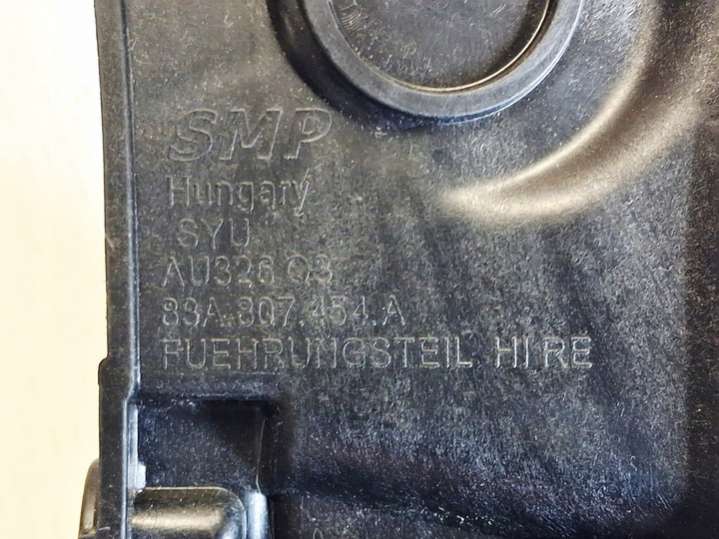 SMP
Hungary
SYU
AU326 Q3
83A.807.454.A
FUEHRUNGSTEIL HI RE